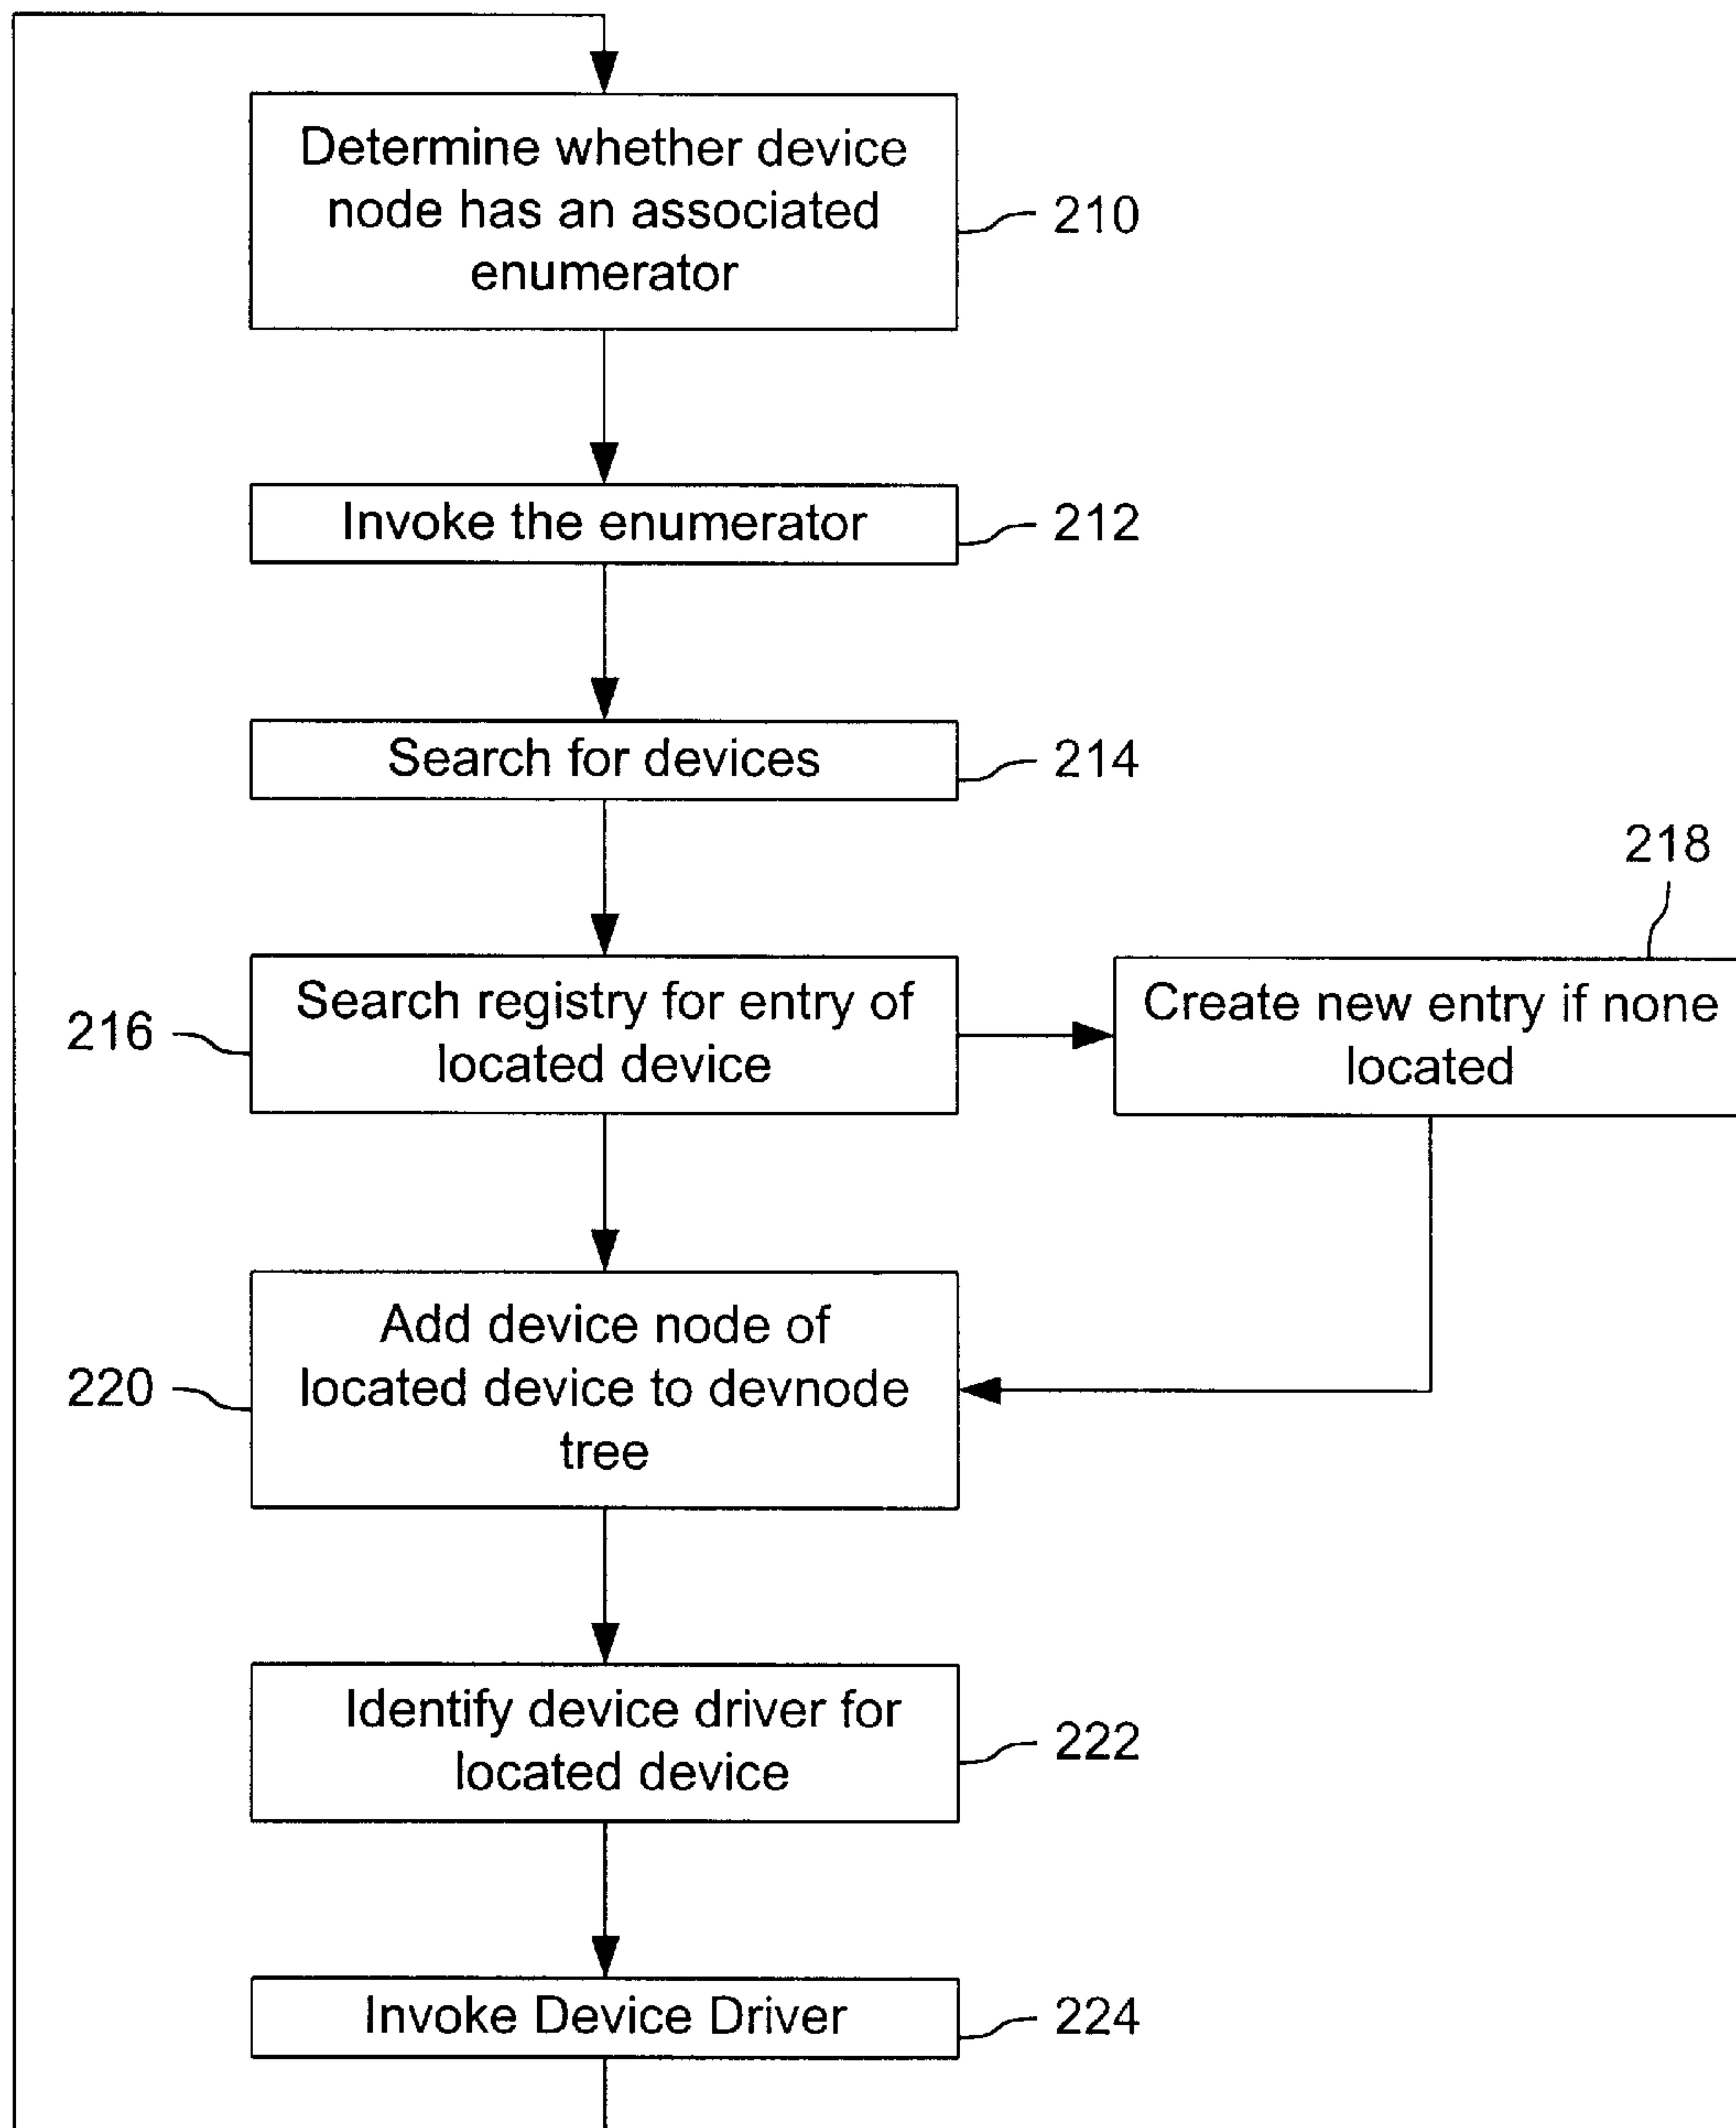 Determine whether device
node has an associated
enumerator
210
Invoke the enumerator
212
Search for devices
214
218
216
Search registry for entry of
located device
Create new entry if none
located
220
Add device node of
located device to devnode
tree
Identify device driver for
located device
222
Invoke Device Driver
224